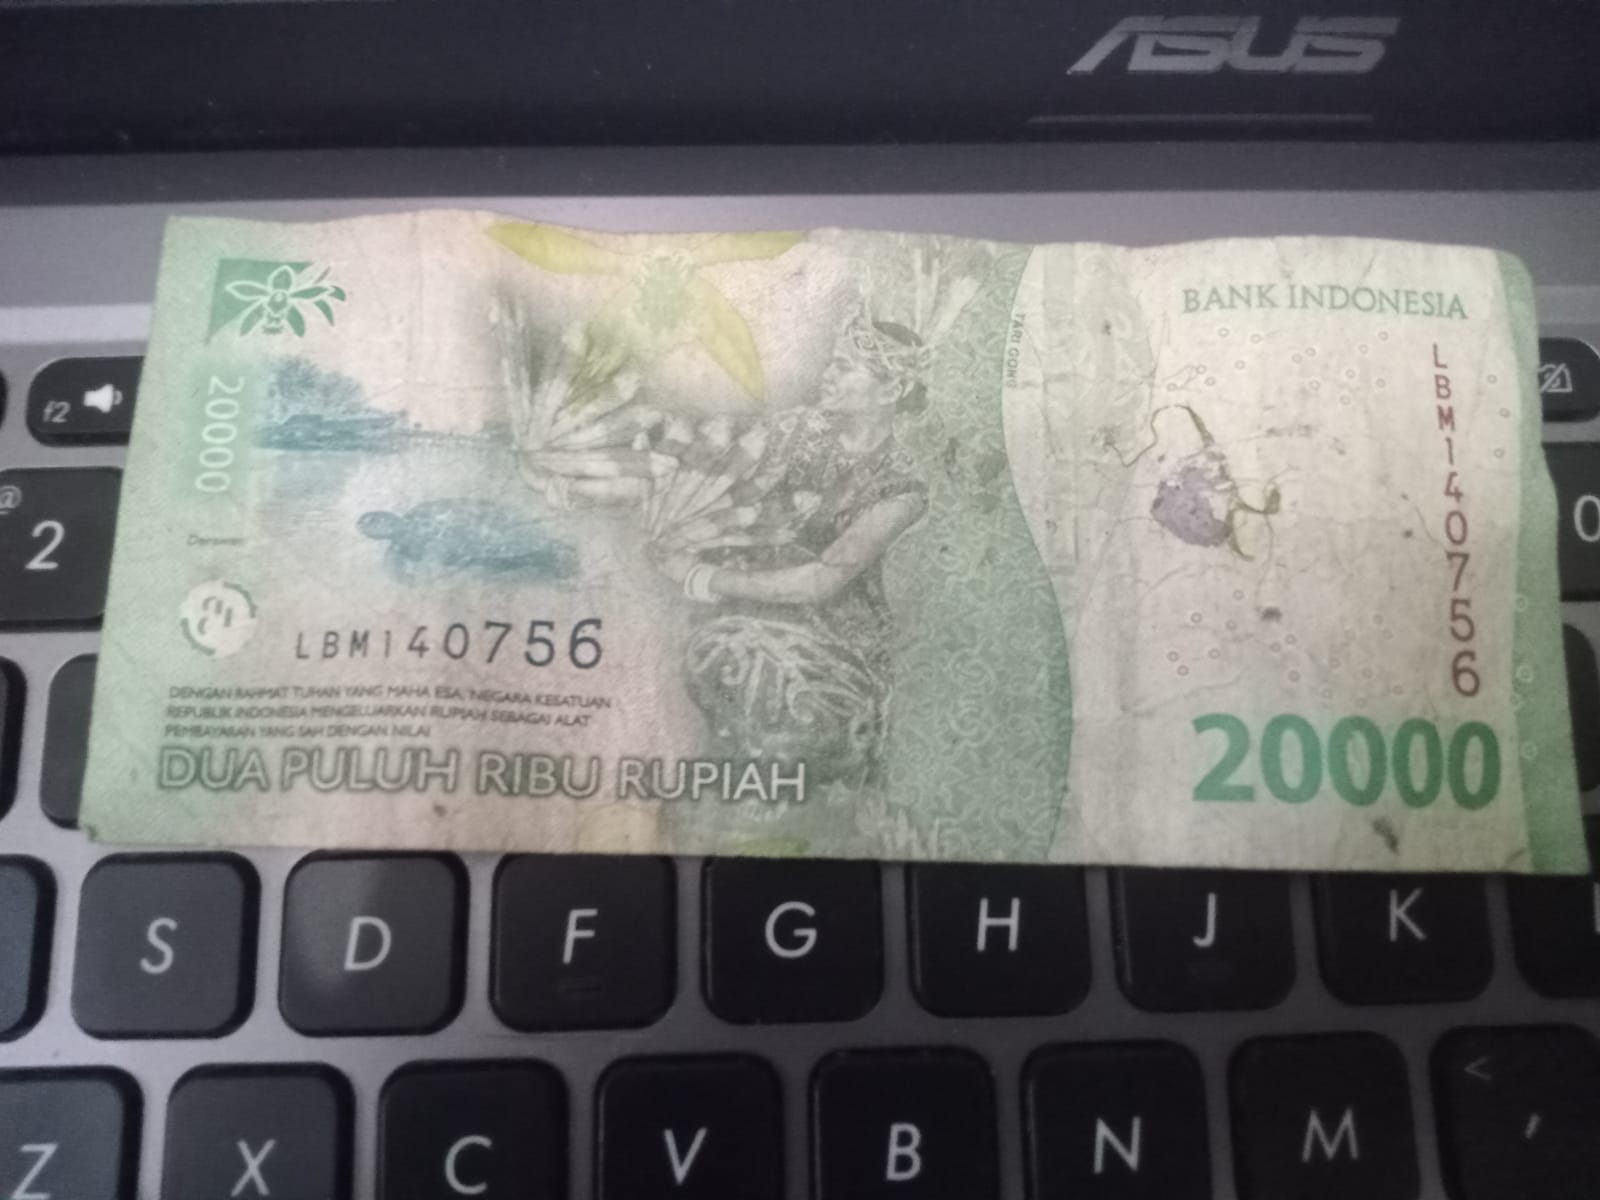 ASUS
BANK INDONESIA
TARI GONG
20000
LBM140756
Derawan
LBM140756
DENGAN RAHMAT TUHAN YANG MAHA ESA, NEGARA KESATUAN
REPUBLIK INDONESIA MENGELUARKAN RUPIAH SEBAGAI ALAT
PEMBAYARAN YANG SAH DENGAN NILAI
DUA PULUH RIBU RUPIAH
20000
f2
@
2
0
S D F G H J K
Z X C V B N M < ,